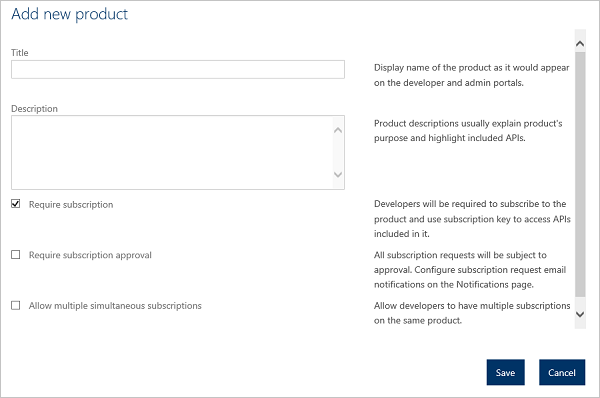 Add new product
Title
Display name of the product as it would appear
on the developer and admin portals.
Description
Product descriptions usually explain product's
purpose and highlight included APIs.
Require subscription
Developers will be required to subscribe to the
product and use subscription key to access APIs
included in it.
Require subscription approval
All subscription requests will be subject to
approval. Configure subscription request email
notifications on the Notifications page.
Allow multiple simultaneous subscriptions
Allow developers to have multiple subscriptions
on the same product.
Save
Cancel